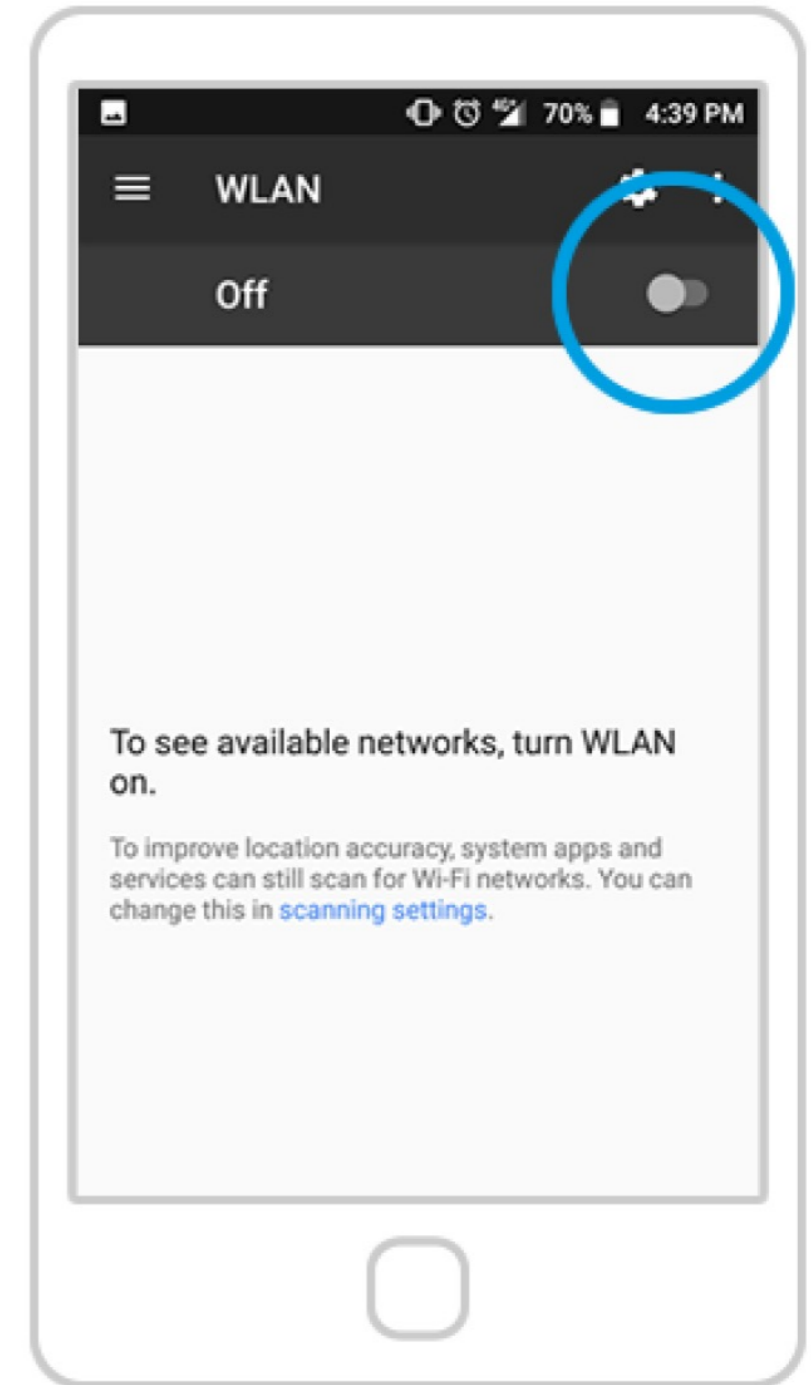 4G+ 70% 4:39 PM
WLAN
Off
To see available networks, turn WLAN
on.
To improve location accuracy, system apps and
services can still scan for Wi-Fi networks. You can
change this in scanning settings.